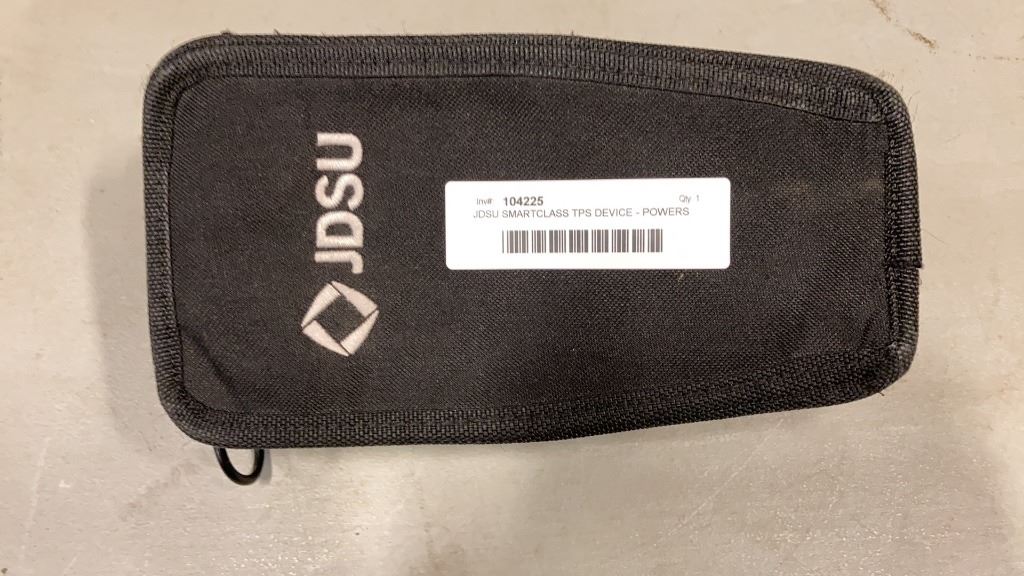 JDSU
Inv# 104225 Qty 1
JDSU SMARTCLASS TPS DEVICE - POWERS